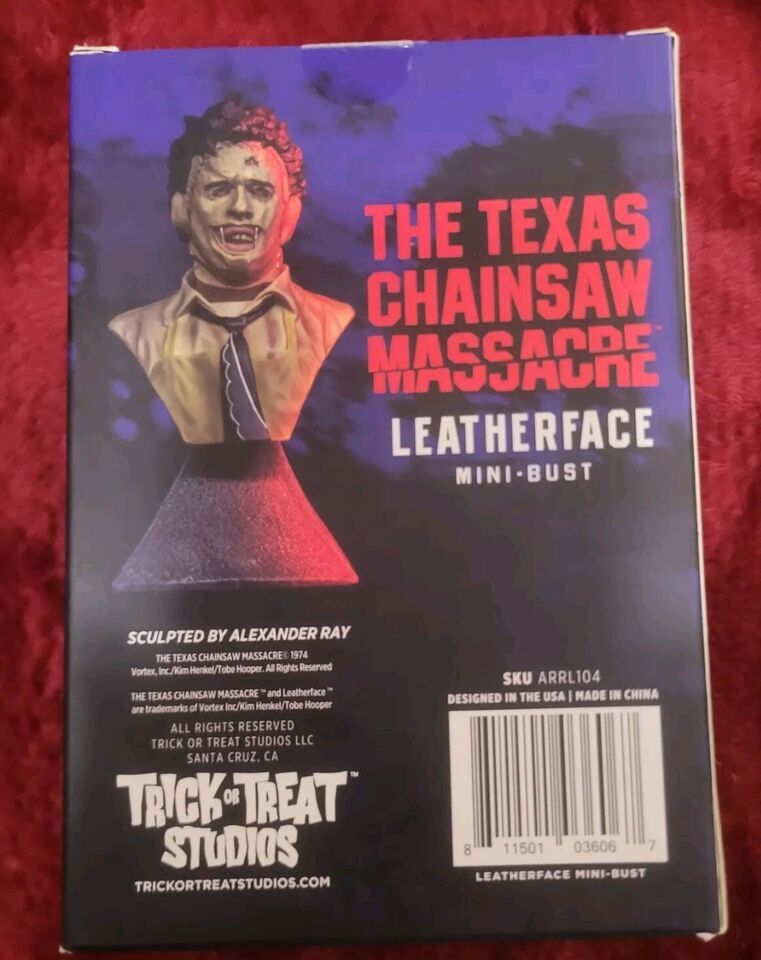 THE TEXAS
CHAINSAW
MASSACRE™
LEATHERFACE
MINI-BUST
SCULPTED BY ALEXANDER RAY
THE TEXAS CHAINSAW MASSACRE© 1974
Vortex, Inc./Kim Henkel/Tobe Hooper. All Rights Reserved
THE TEXAS CHAINSAW MASSACRE™ and Leatherface™
are trademarks of Vortex Inc/Kim Henkel/Tobe Hooper
ALL RIGHTS RESERVED
TRICK OR TREAT STUDIOS LLC
SANTA CRUZ, CA
TRICK OR TREAT™
STUDIOS
TRICKORTREATSTUDIOS.COM
SKU ARRL104
DESIGNED IN THE USA | MADE IN CHINA
8 11501 03606 7
LEATHERFACE MINI-BUST